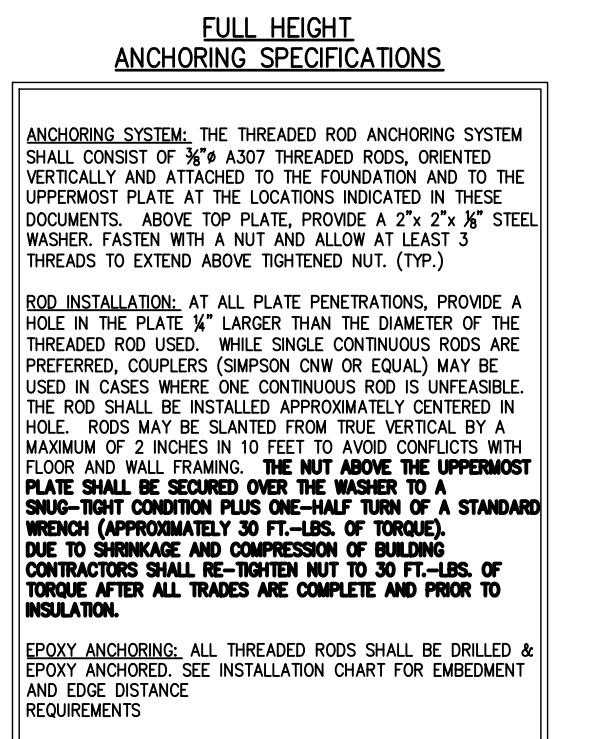 FULL HEIGHT
ANCHORING SPECIFICATIONS
ANCHORING SYSTEM: THE THREADED ROD ANCHORING SYSTEM
SHALL CONSIST OF ⅜"ø A307 THREADED RODS, ORIENTED
VERTICALLY AND ATTACHED TO THE FOUNDATION AND TO THE
UPPERMOST PLATE AT THE LOCATIONS INDICATED IN THESE
DOCUMENTS. ABOVE TOP PLATE, PROVIDE A 2"x 2"x ⅛" STEEL
WASHER. FASTEN WITH A NUT AND ALLOW AT LEAST 3
THREADS TO EXTEND ABOVE TIGHTENED NUT. (TYP.)
ROD INSTALLATION: AT ALL PLATE PENETRATIONS, PROVIDE A
HOLE IN THE PLATE ¼" LARGER THAN THE DIAMETER OF THE
THREADED ROD USED. WHILE SINGLE CONTINUOUS RODS ARE
PREFERRED, COUPLERS (SIMPSON CNW OR EQUAL) MAY BE
USED IN CASES WHERE ONE CONTINUOUS ROD IS UNFEASIBLE.
THE ROD SHALL BE INSTALLED APPROXIMATELY CENTERED IN
HOLE. RODS MAY BE SLANTED FROM TRUE VERTICAL BY A
MAXIMUM OF 2 INCHES IN 10 FEET TO AVOID CONFLICTS WITH
FLOOR AND WALL FRAMING. THE NUT ABOVE THE UPPERMOST
PLATE SHALL BE SECURED OVER THE WASHER TO A
SNUG-TIGHT CONDITION PLUS ONE-HALF TURN OF A STANDARD
WRENCH (APPROXIMATELY 30 FT.-LBS. OF TORQUE).
DUE TO SHRINKAGE AND COMPRESSION OF BUILDING
CONTRACTORS SHALL RE-TIGHTEN NUT TO 30 FT.-LBS. OF
TORQUE AFTER ALL TRADES ARE COMPLETE AND PRIOR TO
INSULATION.
EPOXY ANCHORING: ALL THREADED RODS SHALL BE DRILLED &
EPOXY ANCHORED. SEE INSTALLATION CHART FOR EMBEDMENT
AND EDGE DISTANCE
REQUIREMENTS